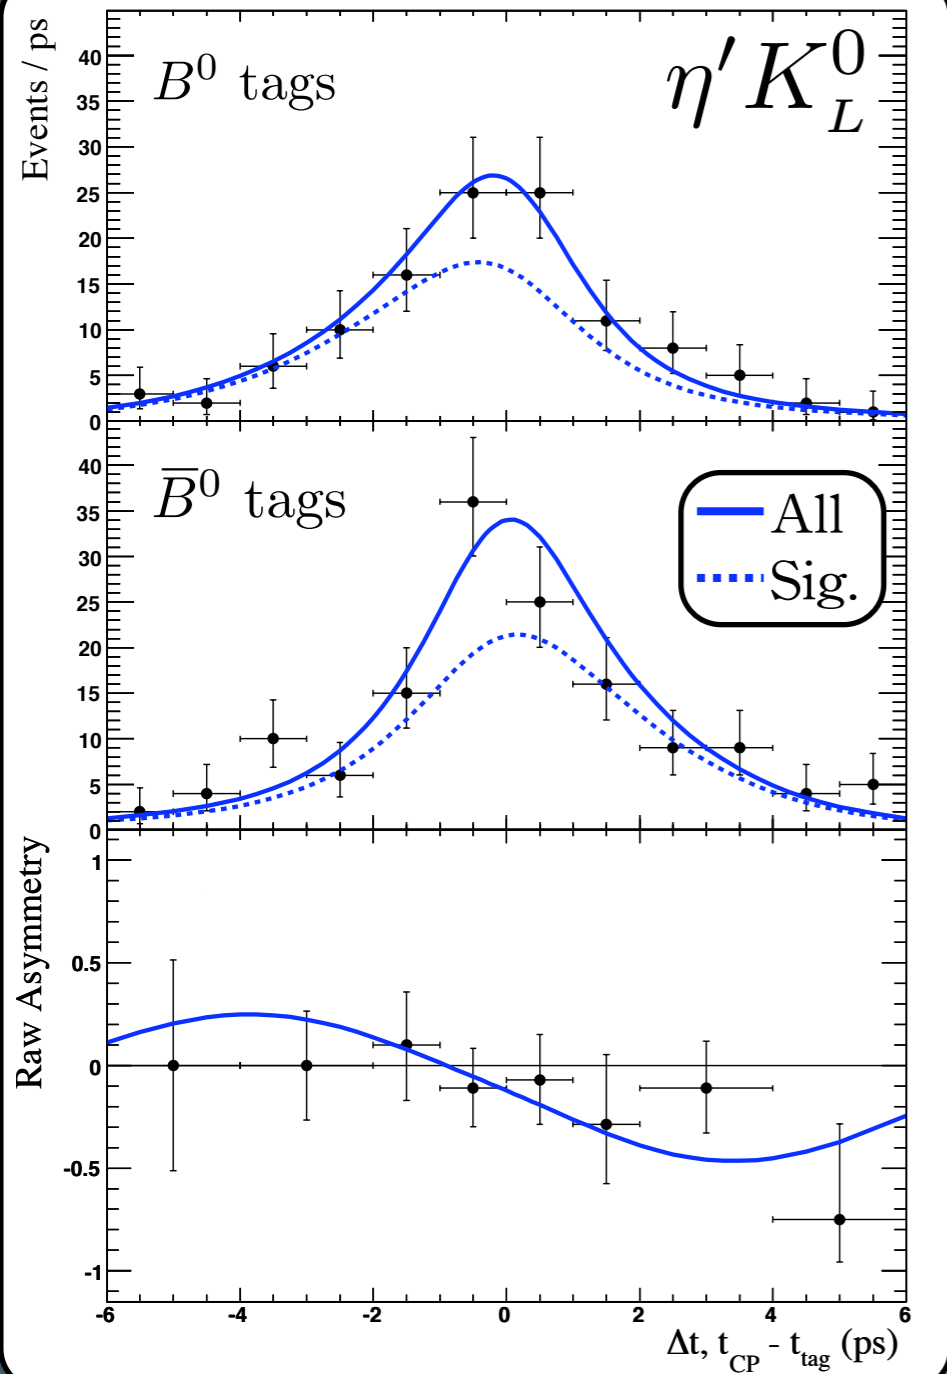 Events / ps
B⁰ tags
η′K⁰_L
40
35
30
25
20
15
10
5
0
B̅⁰ tags
All
Sig.
40
35
30
25
20
15
10
5
0
Raw Asymmetry
1
0.5
0
-0.5
-1
-6 -4 -2 0 2 4 6
Δt, t_CP - t_tag (ps)